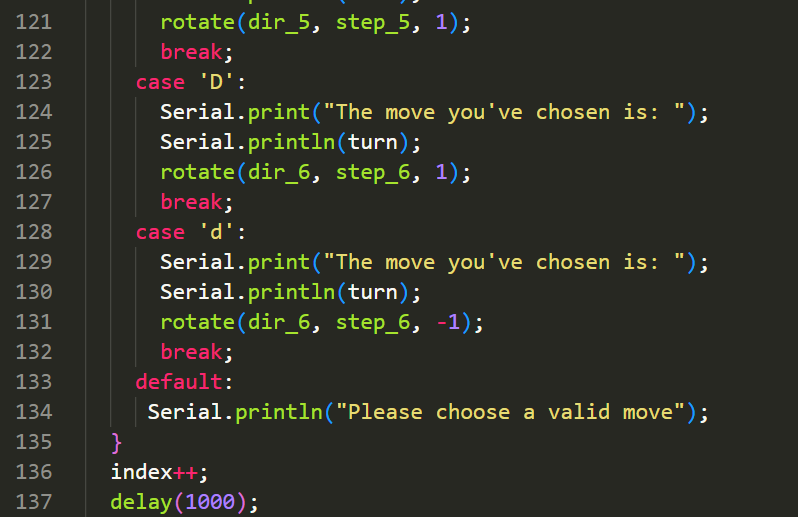 121 rotate(dir_5, step_5, 1);
122 break;
123 case 'D':
124 Serial.print("The move you've chosen is: ");
125 Serial.println(turn);
126 rotate(dir_6, step_6, 1);
127 break;
128 case 'd':
129 Serial.print("The move you've chosen is: ");
130 Serial.println(turn);
131 rotate(dir_6, step_6, -1);
132 break;
133 default:
134 Serial.println("Please choose a valid move");
135 }
136 index++;
137 delay(1000);